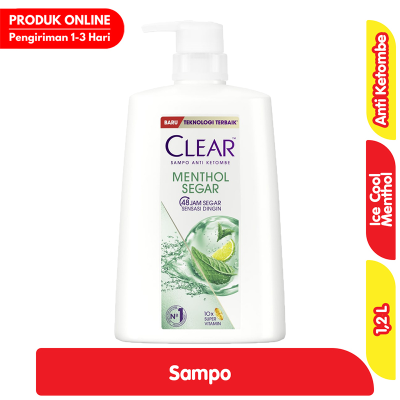 PRODUK ONLINE
Pengiriman 1-3 Hari
BARU TEKNOLOGI TERBAIK
CLEAR
SAMPO ANTI KETOMBE
MENTHOL
SEGAR
48 JAM SEGAR
SENSASI DINGIN
Nº1
10x
SUPER
VITAMIN
Anti Ketombe
Ice Cool
Menthol
1,2 L
Sampo